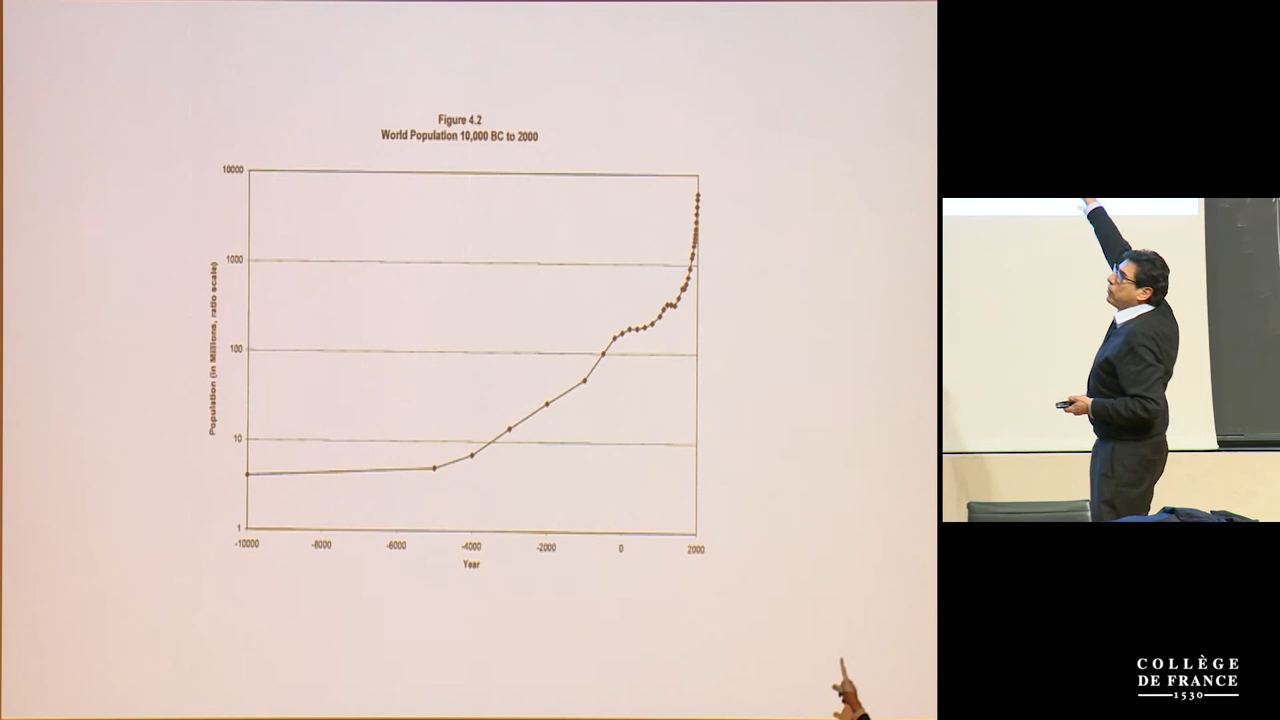 Figure 4.2
World Population 10,000 BC to 2000
10000
1000
100
10
1
Population (in Millions, ratio scale)
-10000 -8000 -6000 -4000 -2000 0 2000
Year
COLLÈGE
DE FRANCE
1530